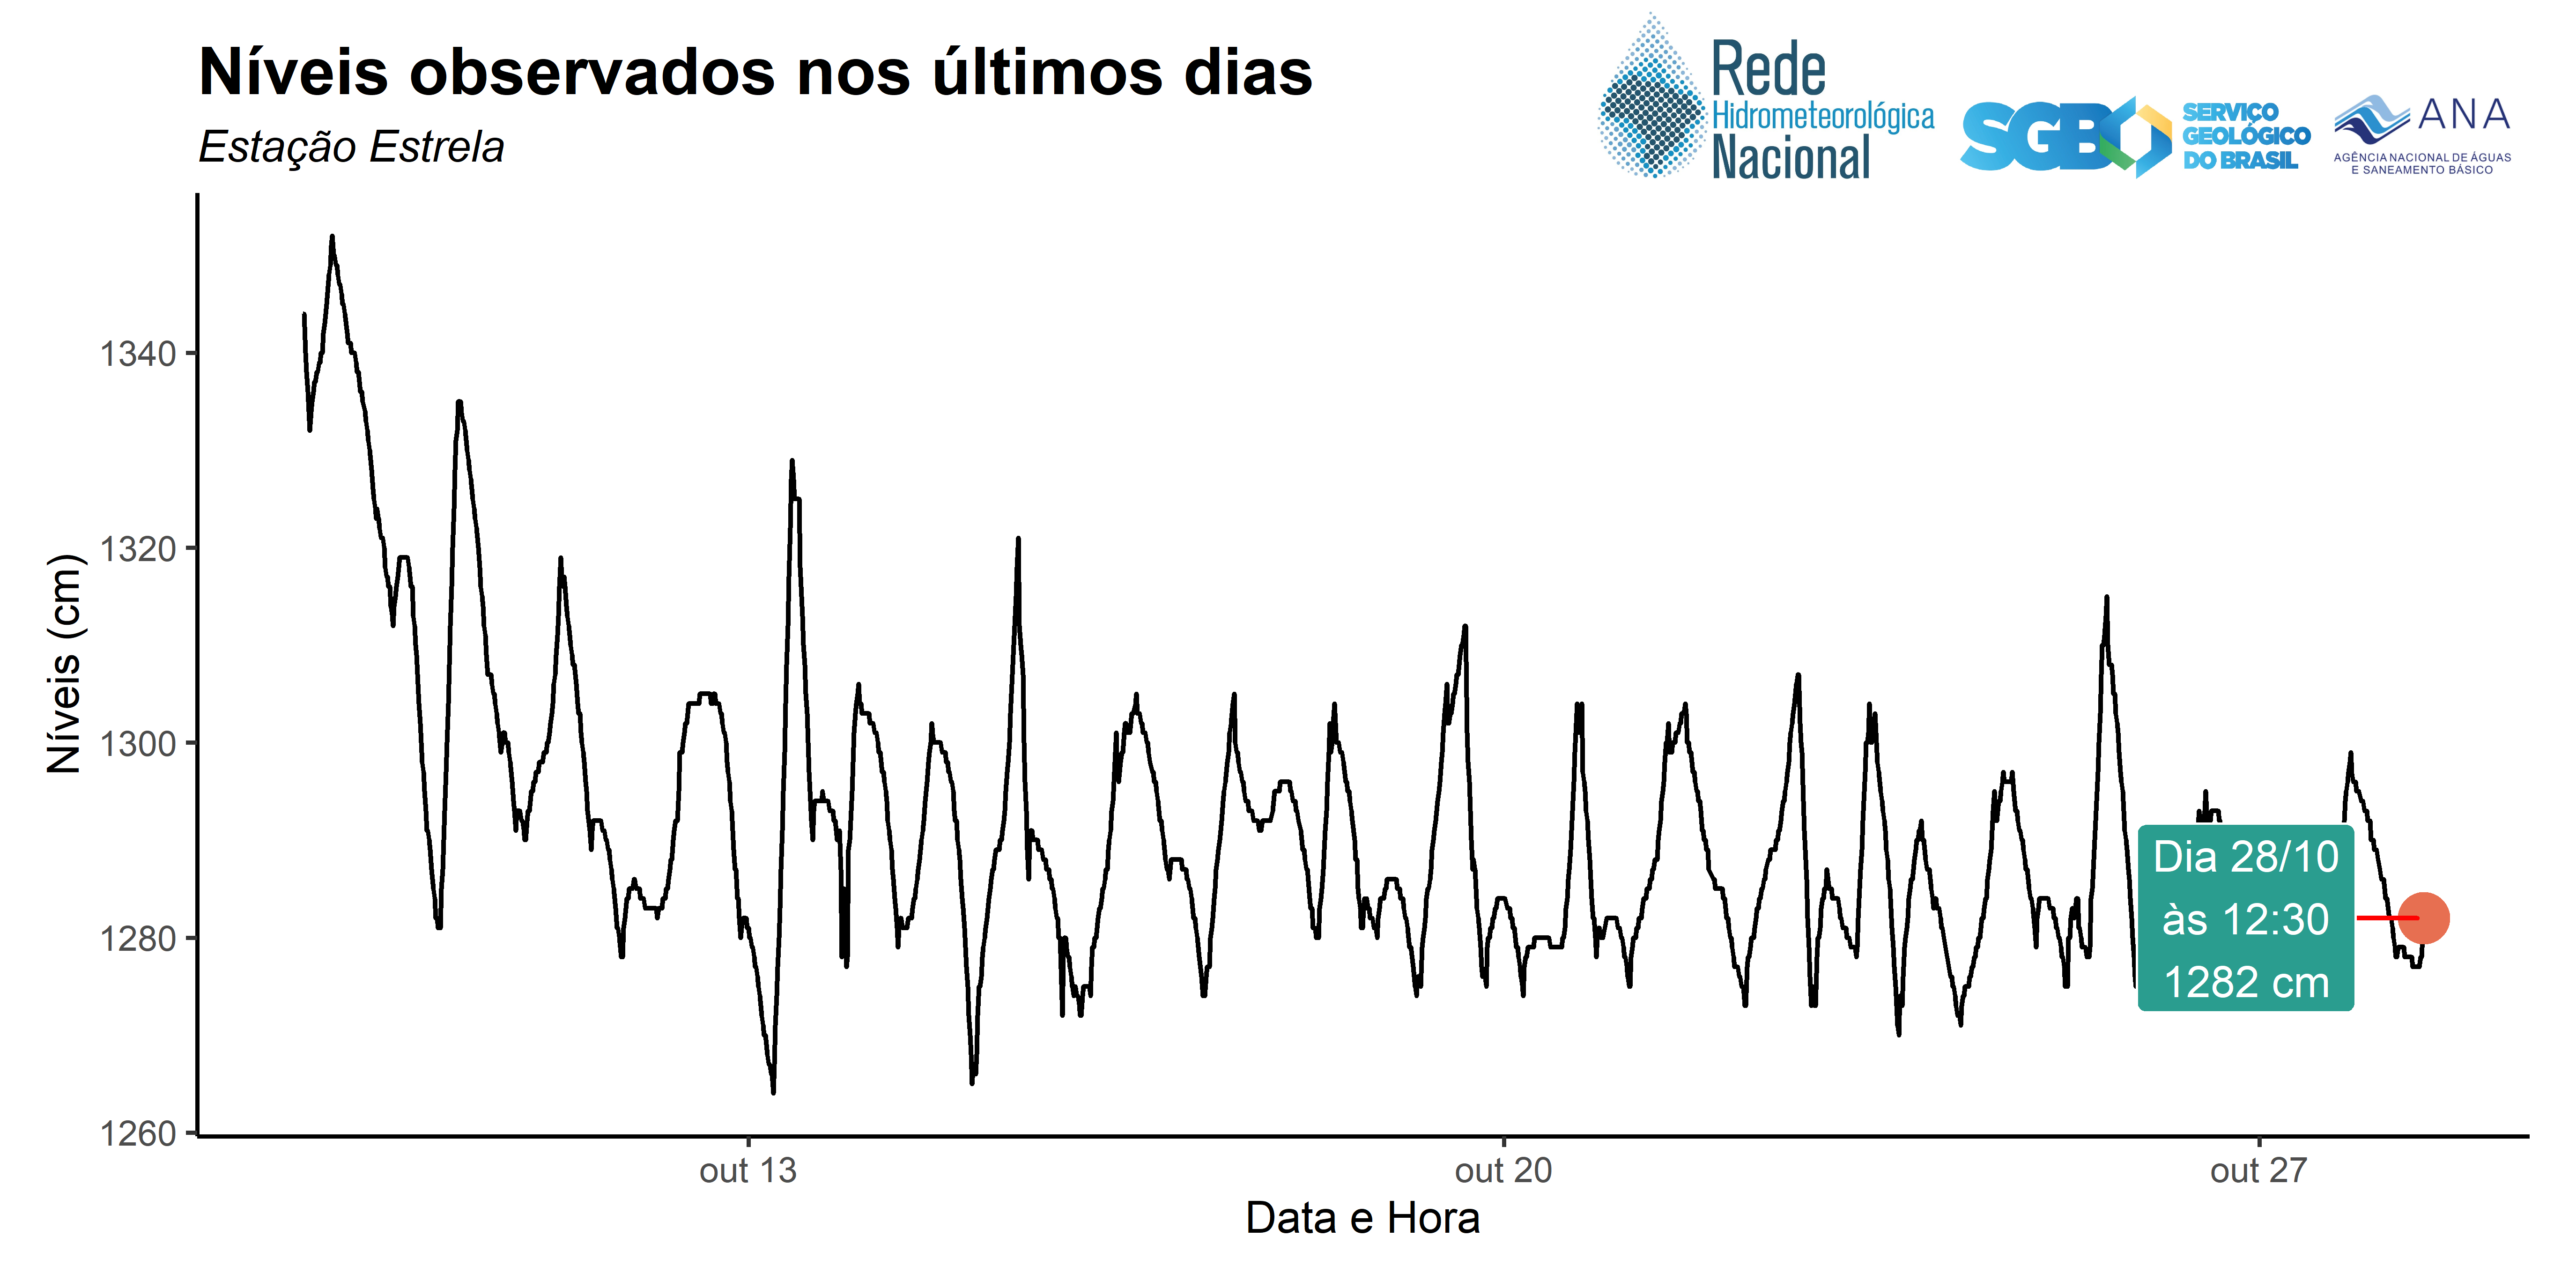 Níveis observados nos últimos dias
Estação Estrela
Rede
Hidrometeorológica
Nacional
SGB
SERVIÇO
GEOLÓGICO
DO BRASIL
ANA
AGÊNCIA NACIONAL DE ÁGUAS
E SANEAMENTO BÁSICO
Níveis (cm)
1340
1320
1300
1280
1260
Dia 28/10
às 12:30
1282 cm
out 13
out 20
out 27
Data e Hora